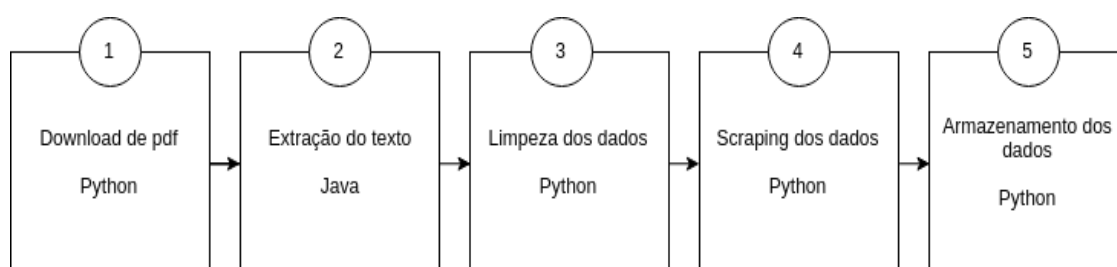 1
Download de pdf
Python
2
Extração do texto
Java
3
Limpeza dos dados
Python
4
Scraping dos dados
Python
5
Armazenamento dos
dados
Python